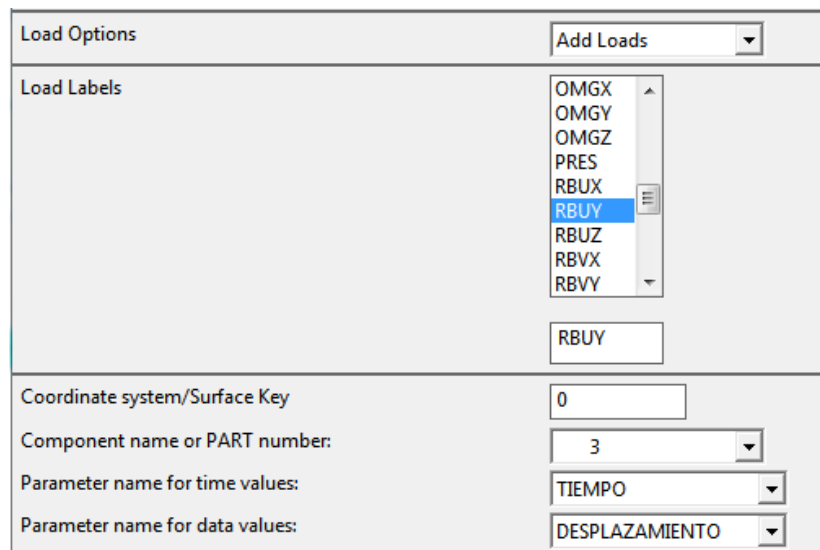 Load Options
Add Loads
Load Labels
OMGX
OMGY
OMGZ
PRES
RBUX
RBUY
RBUZ
RBVX
RBVY
RBUY
Coordinate system/Surface Key
0
Component name or PART number:
3
Parameter name for time values:
TIEMPO
Parameter name for data values:
DESPLAZAMIENTO